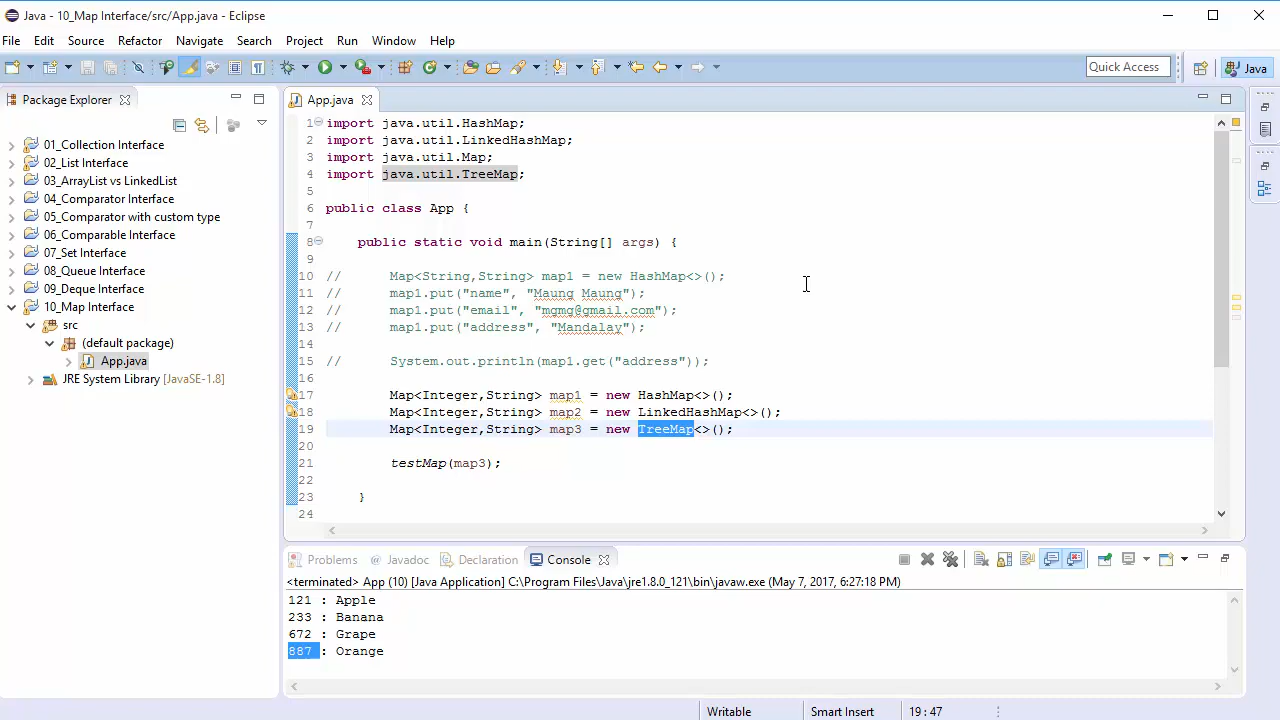 Java - 10_Map Interface/src/App.java - Eclipse
File Edit Source Refactor Navigate Search Project Run Window Help
Quick Access Java
Package Explorer
01_Collection Interface
02_List Interface
03_ArrayList vs LinkedList
04_Comparator Interface
05_Comparator with custom type
06_Comparable Interface
07_Set Interface
08_Queue Interface
09_Deque Interface
10_Map Interface
src
(default package)
App.java
JRE System Library [JavaSE-1.8]
App.java
1 import java.util.HashMap;
2 import java.util.LinkedHashMap;
3 import java.util.Map;
4 import java.util.TreeMap;
5
6 public class App {
7
8 public static void main(String[] args) {
9
10 // Map<String,String> map1 = new HashMap<>();
11 // map1.put("name", "Maung Maung");
12 // map1.put("email", "mgmg@gmail.com");
13 // map1.put("address", "Mandalay");
14
15 // System.out.println(map1.get("address"));
16
17 Map<Integer,String> map1 = new HashMap<>();
18 Map<Integer,String> map2 = new LinkedHashMap<>();
19 Map<Integer,String> map3 = new TreeMap<>();
20
21 testMap(map3);
22
23 }
24
Problems Javadoc Declaration Console
<terminated> App (10) [Java Application] C:\Program Files\Java\jre1.8.0_121\bin\javaw.exe (May 7, 2017, 6:27:18 PM)
121 : Apple
233 : Banana
672 : Grape
887 : Orange
Writable Smart Insert 19 : 47